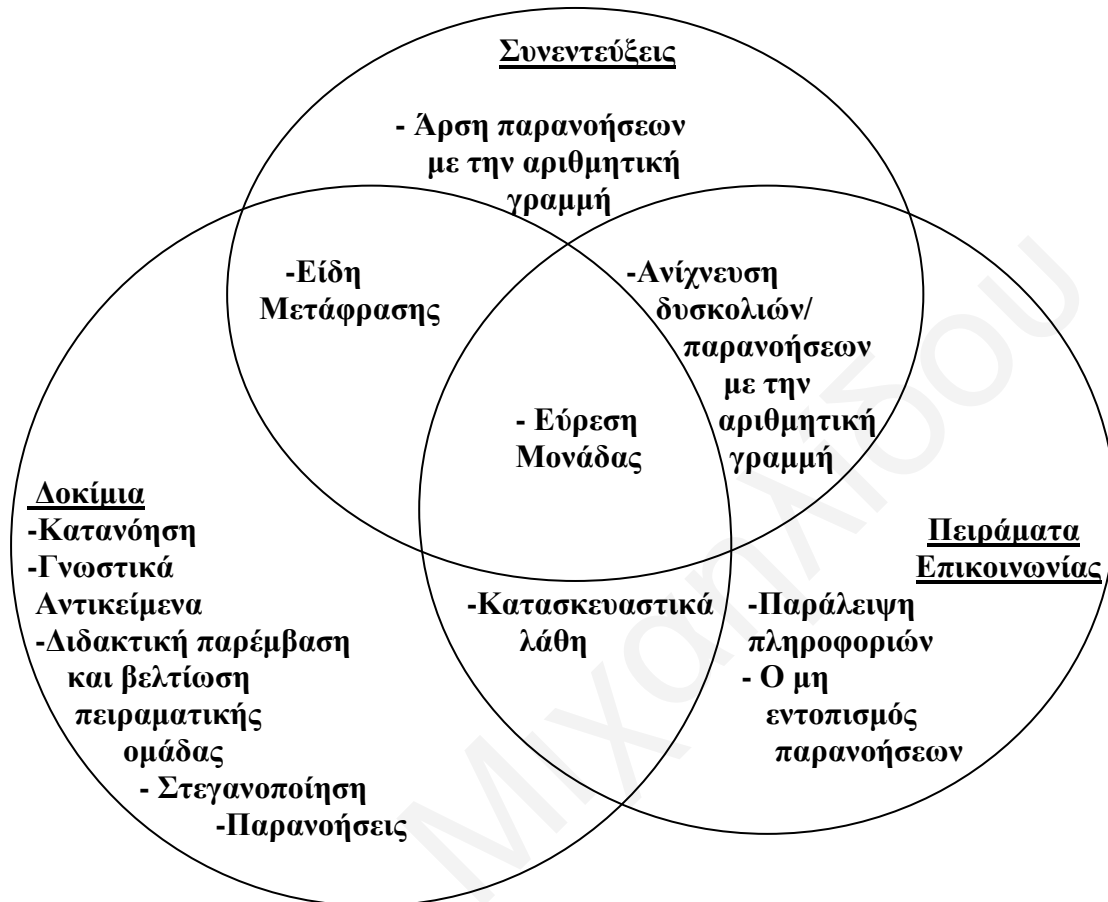 Συνεντεύξεις
- Άρση παρανοήσεων
με την αριθμητική
γραμμή
-Είδη
Μετάφρασης
-Ανίχνευση
δυσκολιών/
παρανοήσεων
με την
αριθμητική
γραμμή
- Εύρεση
Μονάδας
Δοκίμια
-Κατανόηση
-Γνωστικά
Αντικείμενα
-Διδακτική παρέμβαση
και βελτίωση
πειραματικής
ομάδας
- Στεγανοποίηση
-Παρανοήσεις
-Κατασκευαστικά
λάθη
Πειράματα
Επικοινωνίας
-Παράλειψη
πληροφοριών
- Ο μη
εντοπισμός
παρανοήσεων
Μιχαηλίδου